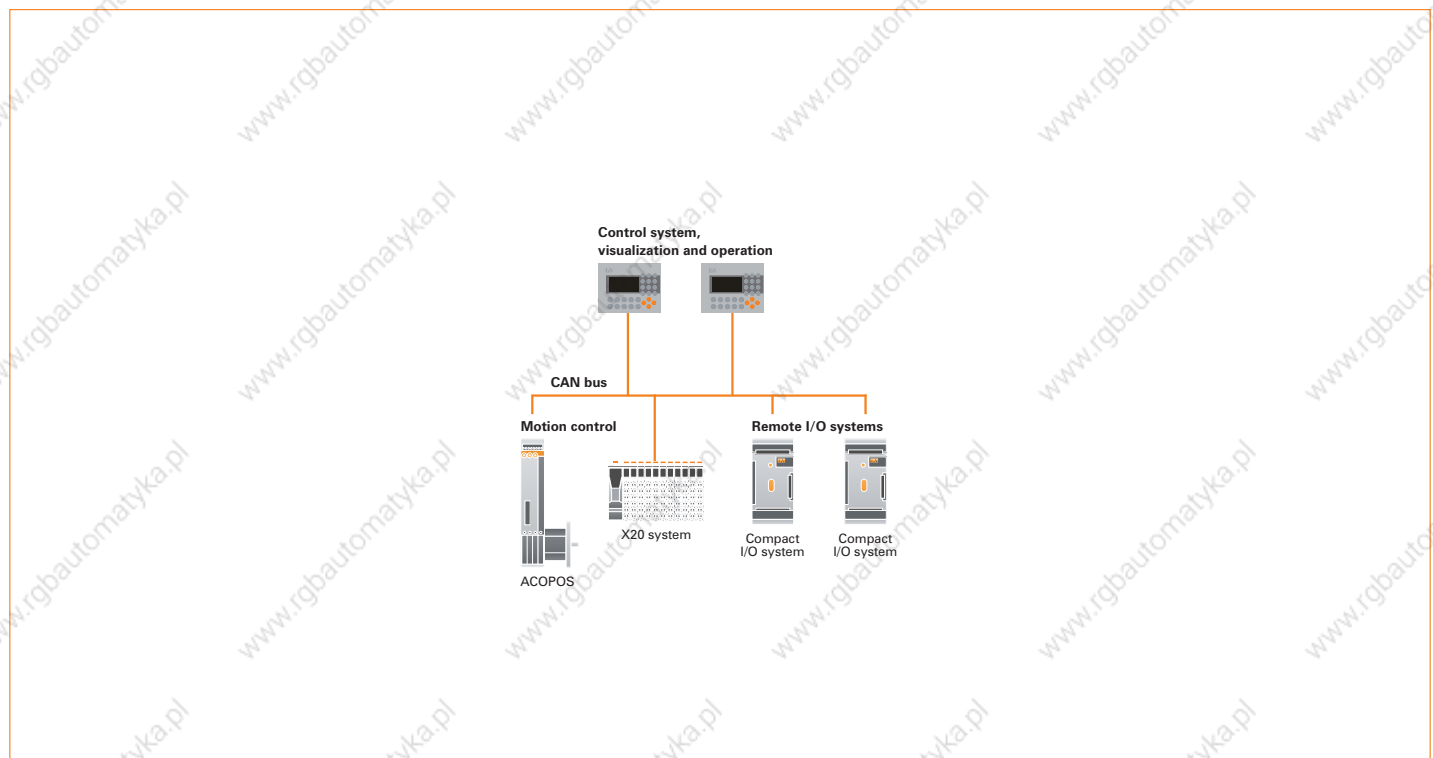 Control system,
visualization and operation
CAN bus
Motion control
Remote I/O systems
X20 system
Compact
I/O system
Compact
I/O system
ACOPOS
www.rgbautomatyka.pl